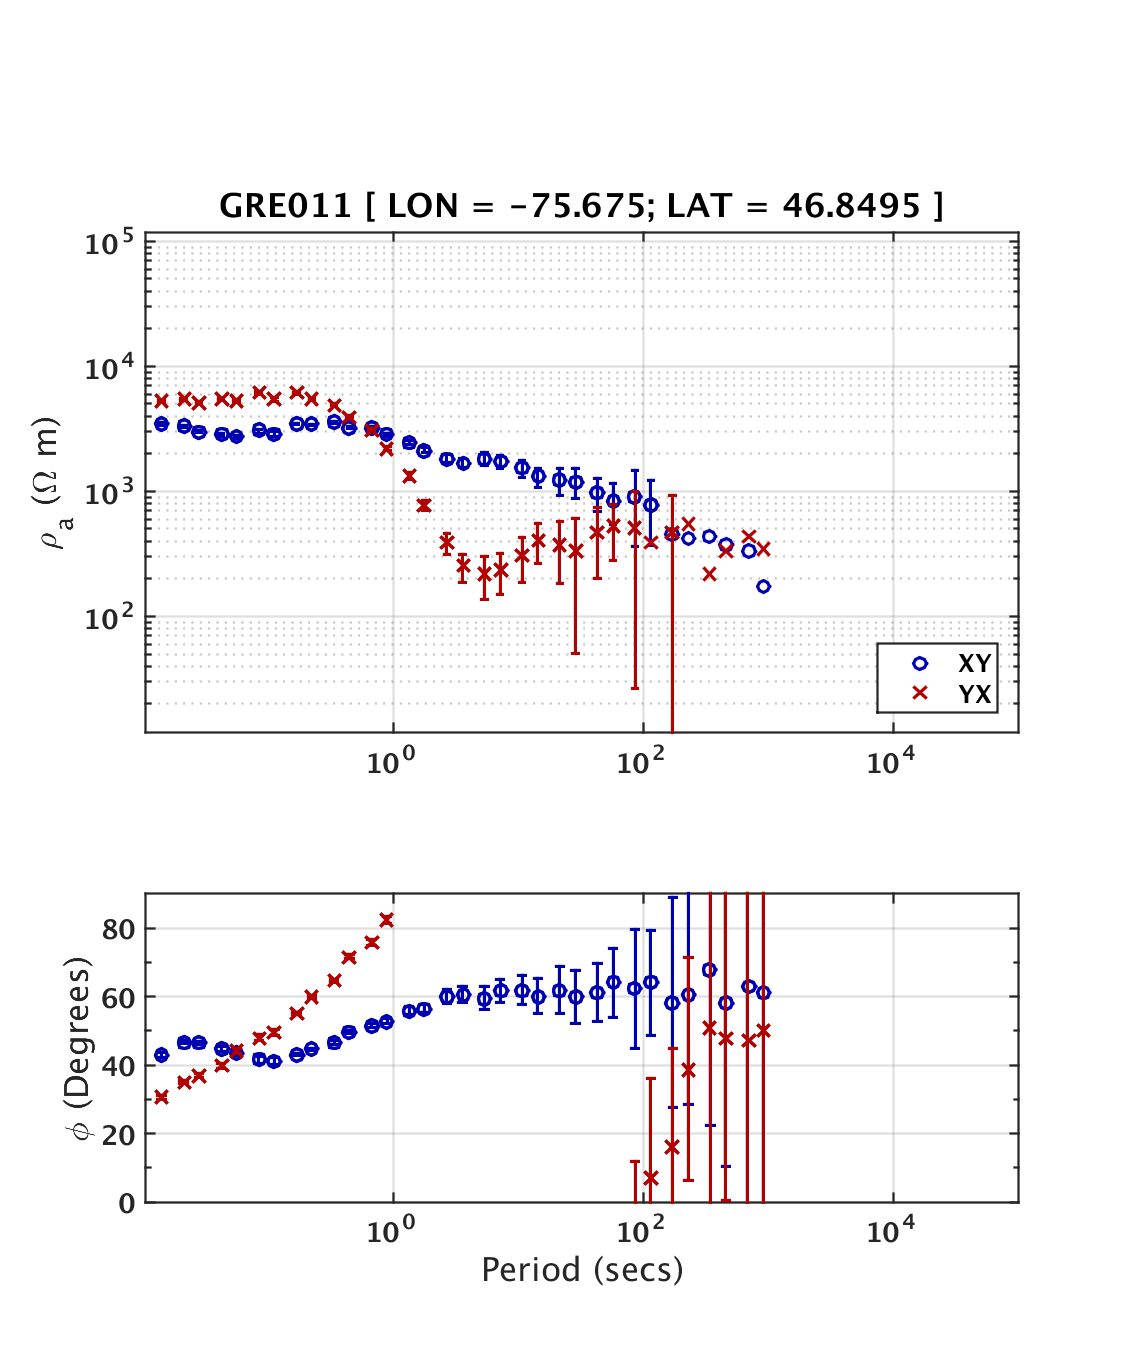 GRE011 [ LON = −75.675; LAT = 46.8495 ]
10^5
10^4
10^3
10^2
ρ_a (Ω m)
XY
YX
10^0 10^2 10^4
80
60
40
20
0
ϕ (Degrees)
10^0 10^2 10^4
Period (secs)